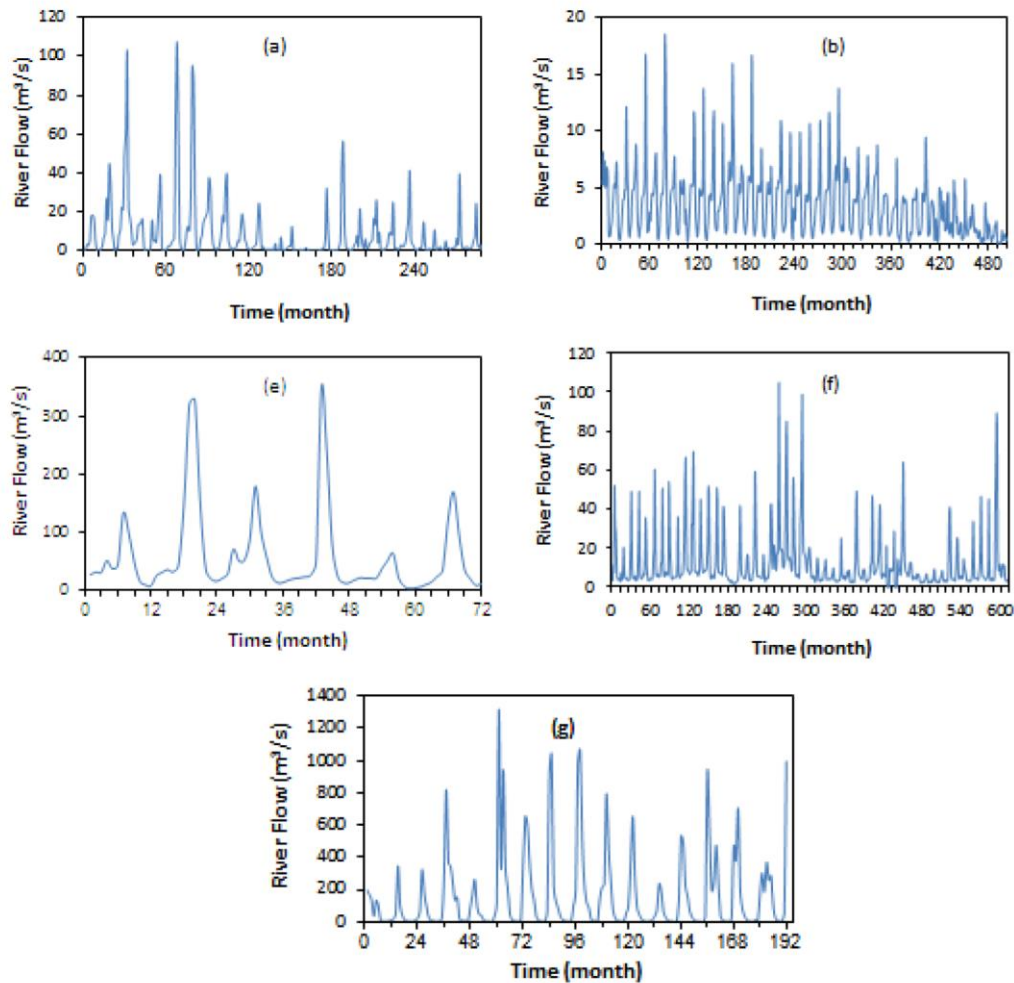 (a)
River Flow (m³/s)
120
100
80
60
40
20
0
0 60 120 180 240
Time (month)
(b)
River Flow (m³/s)
20
15
10
5
0
0 60 120 180 240 300 360 420 480
Time (month)
(e)
River Flow (m³/s)
400
300
200
100
0
0 12 24 36 48 60 72
Time (month)
(f)
River Flow (m³/s)
120
100
80
60
40
20
0
0 60 120 180 240 300 360 420 480 540 600
Time (month)
(g)
River Flow (m³/s)
1400
1200
1000
800
600
400
200
0
0 24 48 72 96 120 144 168 192
Time (month)